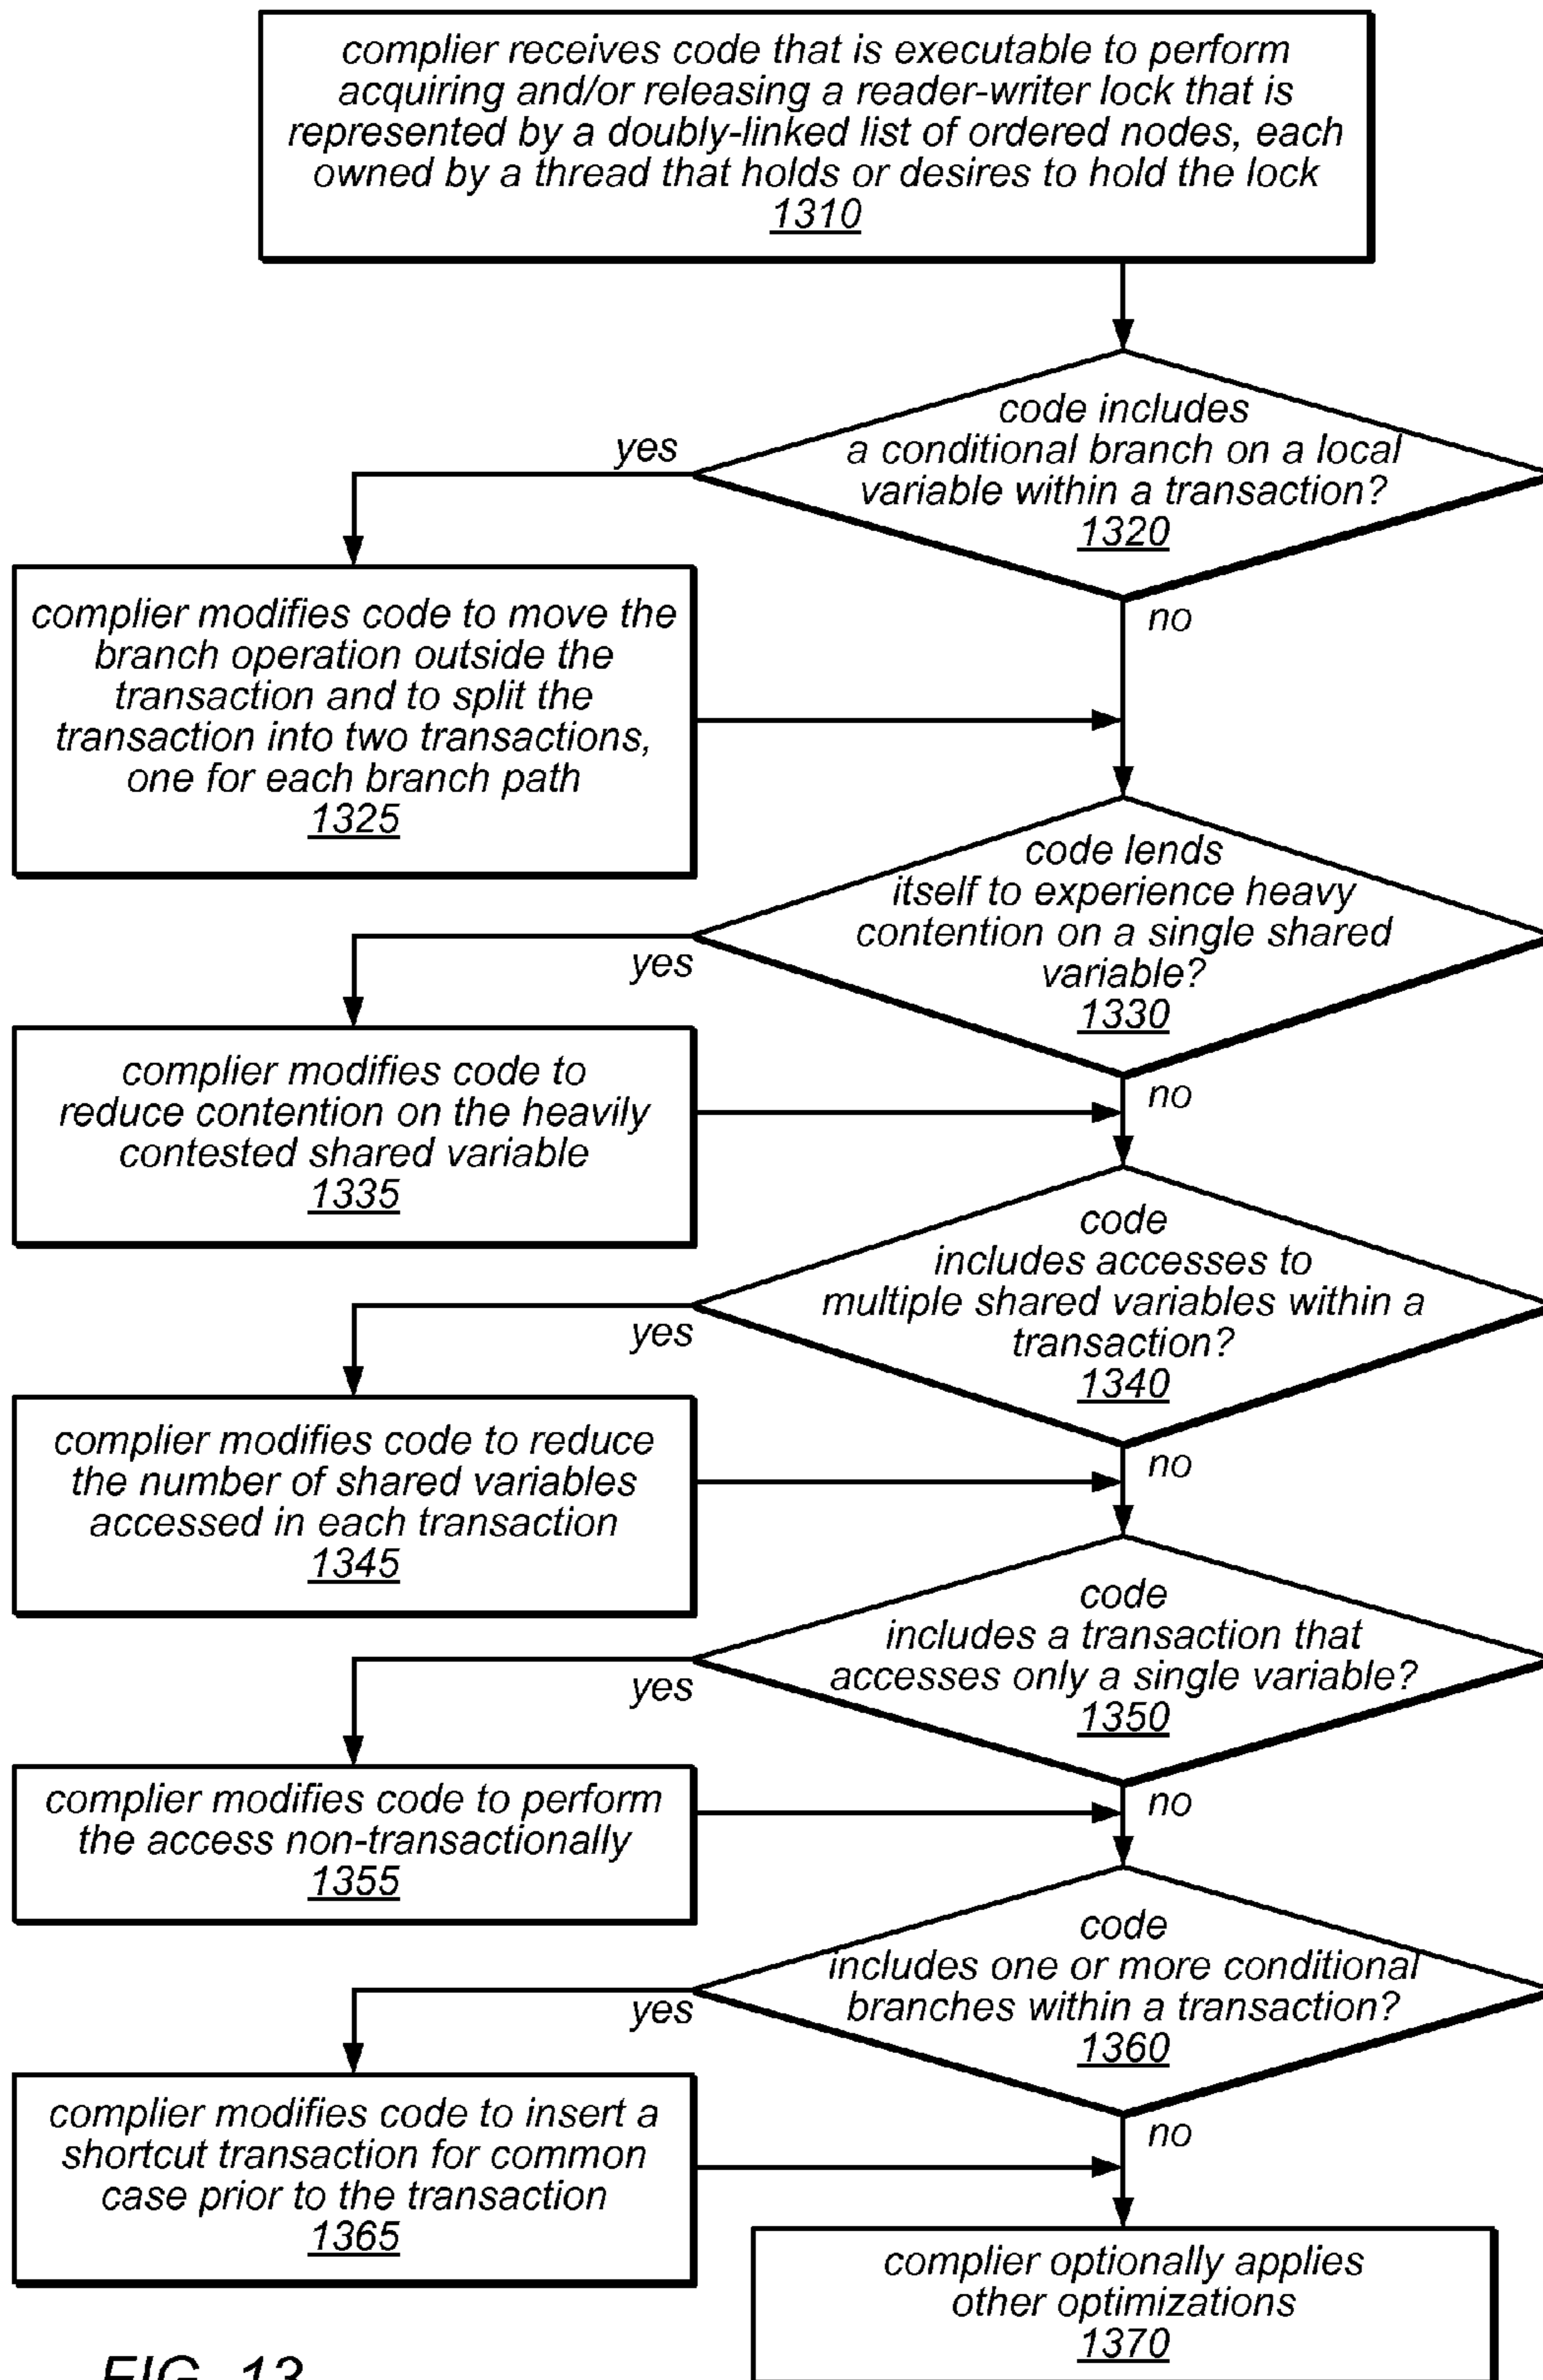 complier receives code that is executable to perform
acquiring and/or releasing a reader-writer lock that is
represented by a doubly-linked list of ordered nodes, each
owned by a thread that holds or desires to hold the lock
1310
code includes
a conditional branch on a local
variable within a transaction?
1320
yes
no
complier modifies code to move the
branch operation outside the
transaction and to split the
transaction into two transactions,
one for each branch path
1325
code lends
itself to experience heavy
contention on a single shared
variable?
1330
yes
no
complier modifies code to
reduce contention on the heavily
contested shared variable
1335
code
includes accesses to
multiple shared variables within a
transaction?
1340
yes
no
complier modifies code to reduce
the number of shared variables
accessed in each transaction
1345
code
includes a transaction that
accesses only a single variable?
1350
yes
no
complier modifies code to perform
the access non-transactionally
1355
code
includes one or more conditional
branches within a transaction?
1360
yes
no
complier modifies code to insert a
shortcut transaction for common
case prior to the transaction
1365
complier optionally applies
other optimizations
1370
FIG. 13